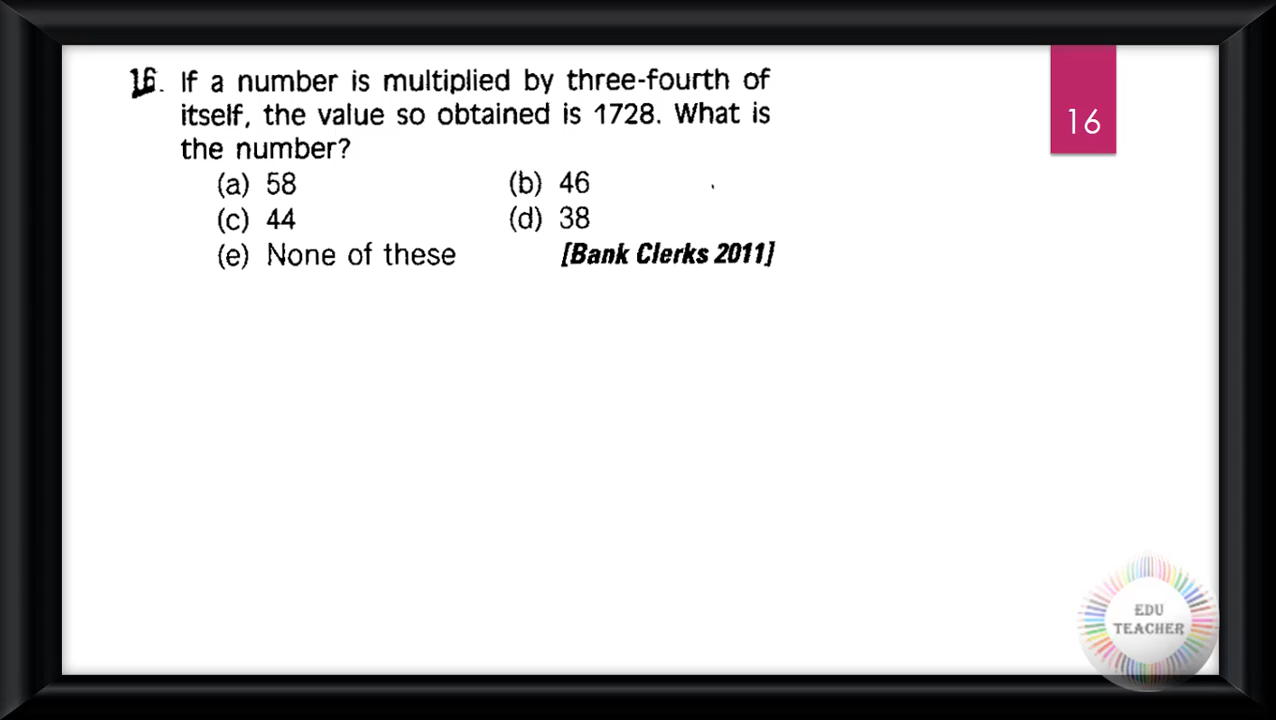 16. If a number is multiplied by three-fourth of
itself, the value so obtained is 1728. What is
the number?
(a) 58 (b) 46
(c) 44 (d) 38
(e) None of these [Bank Clerks 2011]
16
EDU
TEACHER